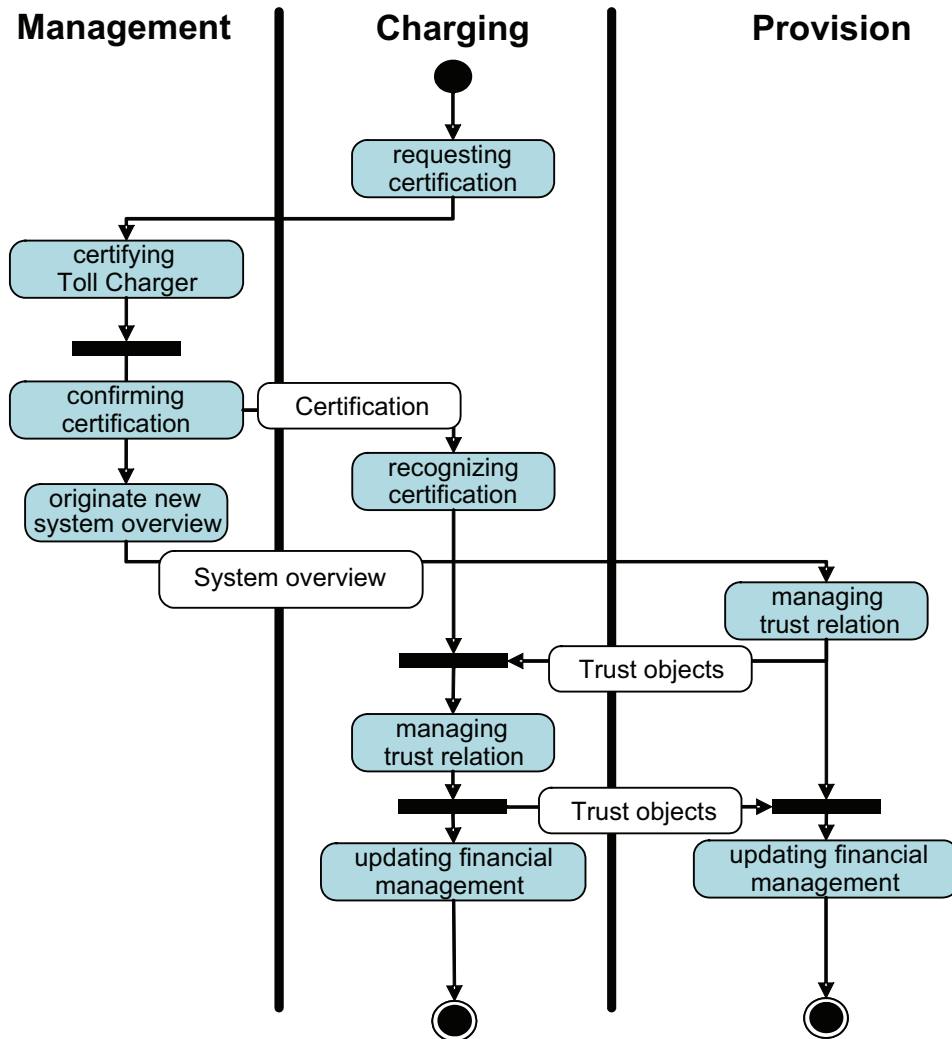 Management
Charging
Provision
requesting
certification
certifying
Toll Charger
confirming
certification
Certification
recognizing
certification
originate new
system overview
System overview
managing
trust relation
Trust objects
managing
trust relation
Trust objects
updating financial
management
updating financial
management